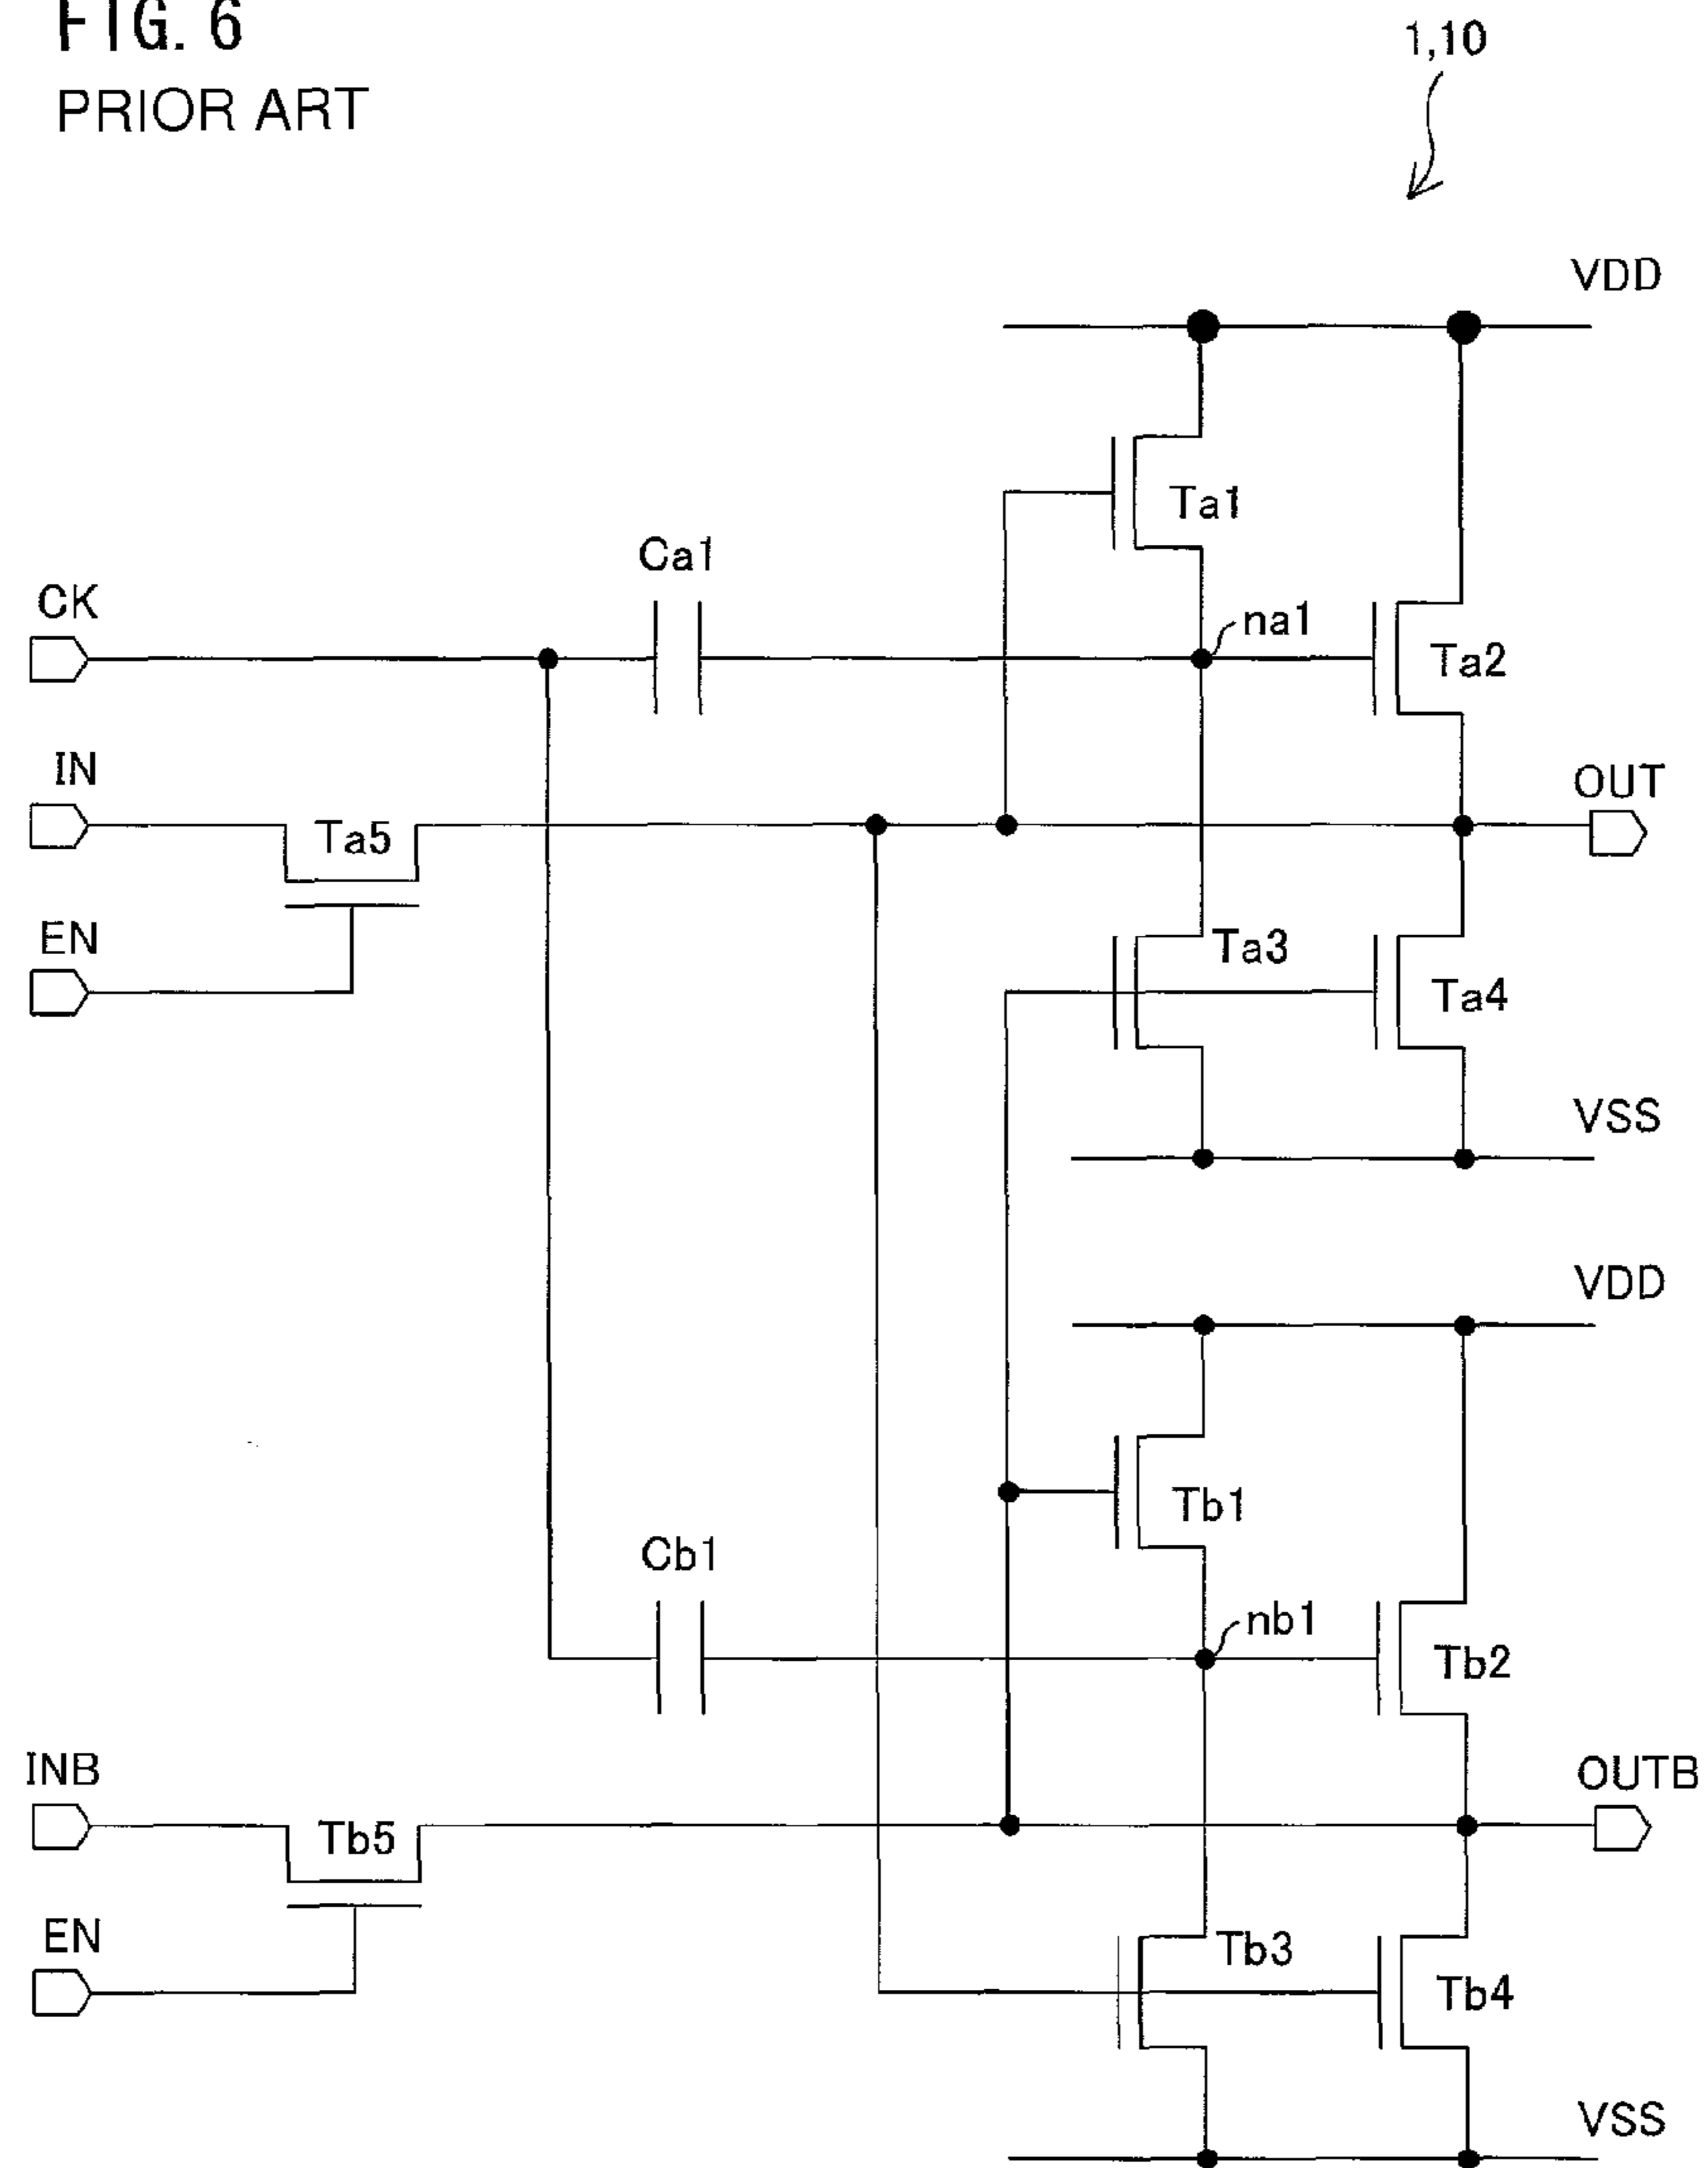 FIG. 6
PRIOR ART
1,10
VDD
Ta1
Ca1
CK
na1
Ta2
IN
OUT
Ta5
EN
Ta3
Ta4
VSS
VDD
Tb1
Cb1
nb1
Tb2
INB
OUTB
Tb5
EN
Tb3
Tb4
VSS